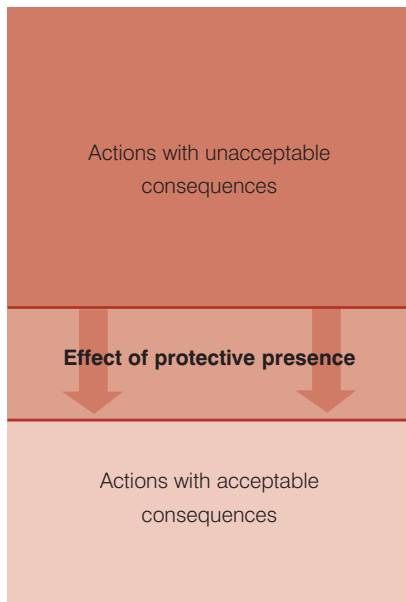 Actions with unacceptable
consequences
Effect of protective presence
Actions with acceptable
consequences